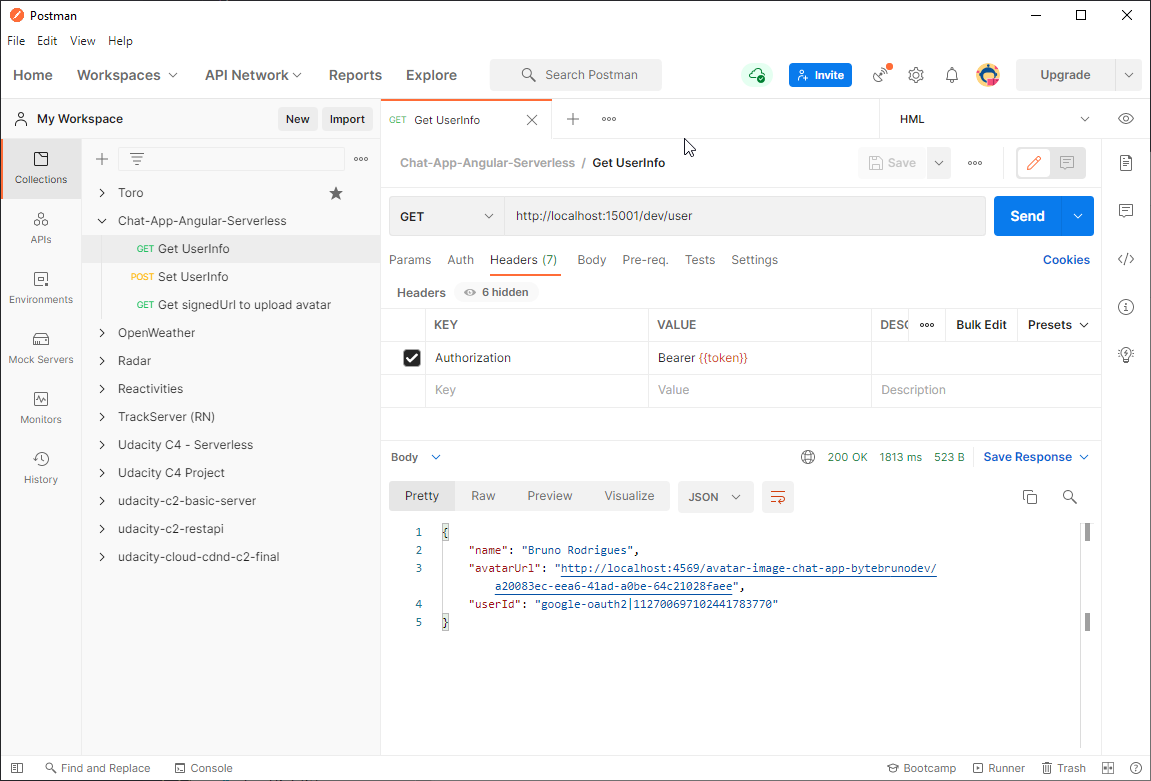 Postman
File Edit View Help
Home Workspaces API Network Reports Explore Search Postman Invite Upgrade
My Workspace New Import
GET Get UserInfo
HML
Collections
APIs
Environments
Mock Servers
Monitors
History
Toro
Chat-App-Angular-Serverless
GET Get UserInfo
POST Set UserInfo
GET Get signedUrl to upload avatar
OpenWeather
Radar
Reactivities
TrackServer (RN)
Udacity C4 - Serverless
Udacity C4 Project
udacity-c2-basic-server
udacity-c2-restapi
udacity-cloud-cdnd-c2-final
Chat-App-Angular-Serverless / Get UserInfo Save
GET http://localhost:15001/dev/user Send
Params Auth Headers (7) Body Pre-req. Tests Settings Cookies
Headers 6 hidden
KEY VALUE DESC Bulk Edit Presets
Authorization Bearer {{token}}
Key Value Description
Body 200 OK 1813 ms 523 B Save Response
Pretty Raw Preview Visualize JSON
1 {
2 "name": "Bruno Rodrigues",
3 "avatarUrl": "http://localhost:4569/avatar-image-chat-app-bytebrunodev/
a20083ec-eea6-41ad-a0be-64c21028faee",
4 "userId": "google-oauth2|112700697102441783770"
5 }
Find and Replace Console Bootcamp Runner Trash